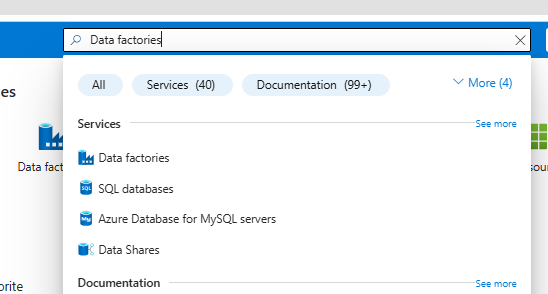 Data factories
All Services (40) Documentation (99+) More (4)
es
Services See more
Data factories
Data fact
SQL databases
Azure Database for MySQL servers
Data Shares
Documentation See more
sour
orite